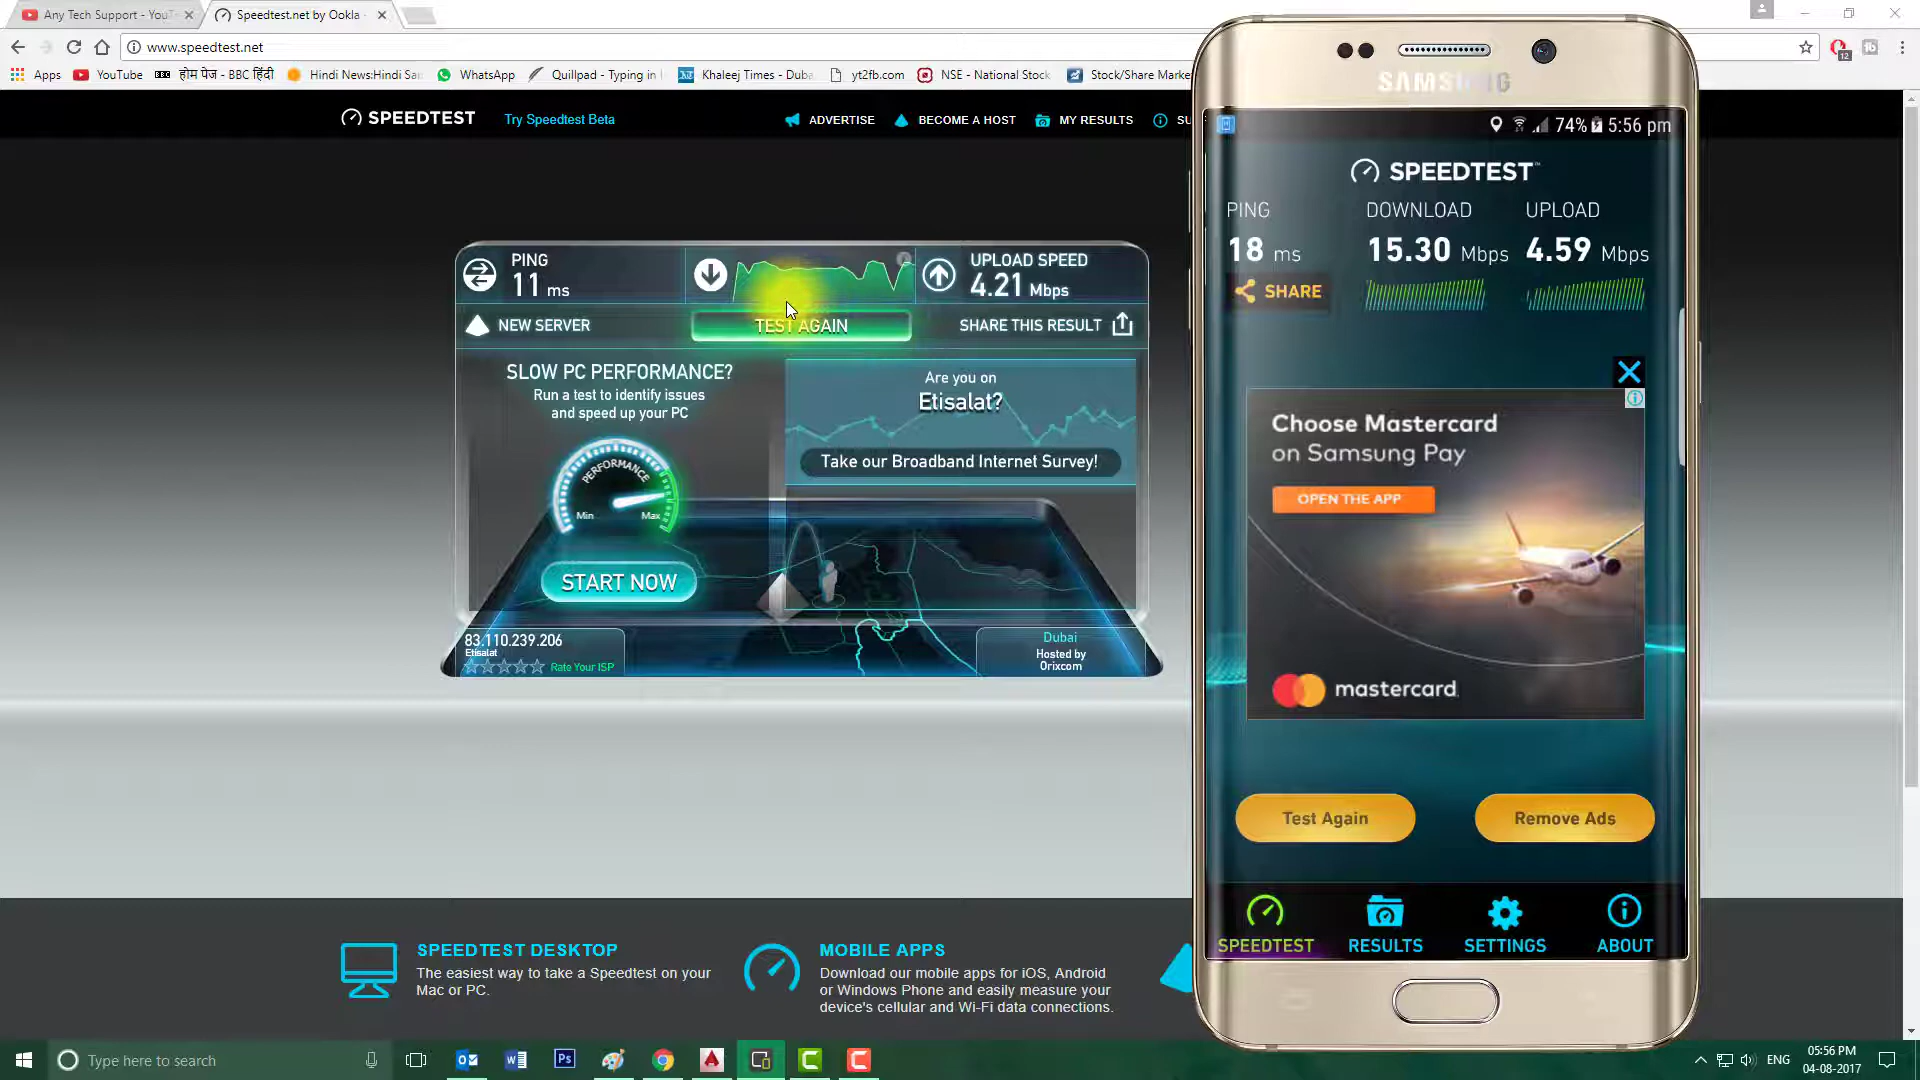 Any Tech Support - YouT
Speedtest.net by Ookla -
www.speedtest.net
12
Apps
YouTube
होम पेज - BBC हिंदी
Hindi News:Hindi Sa
WhatsApp
Quillpad - Typing in
Khaleej Times - Duba
yt2fb.com
NSE - National Stock
Stock/Share Marke
SPEEDTEST
Try Speedtest Beta
ADVERTISE
BECOME A HOST
MY RESULTS
SU
PING
11 ms
UPLOAD SPEED
4.21 Mbps
NEW SERVER
TEST AGAIN
SHARE THIS RESULT
SLOW PC PERFORMANCE?
Run a test to identify issues
and speed up your PC
PERFORMANCE
Min
Max
START NOW
Are you on
Etisalat?
Take our Broadband Internet Survey!
83.110.239.206
Etisalat
Rate Your ISP
Dubai
Hosted by
Orixcom
SPEEDTEST DESKTOP
The easiest way to take a Speedtest on your
Mac or PC.
MOBILE APPS
Download our mobile apps for iOS, Android
or Windows Phone and easily measure your
device's cellular and Wi-Fi data connections.
SAMSUNG
74% 5:56 pm
SPEEDTEST™
PING
DOWNLOAD
UPLOAD
18 ms
15.30 Mbps
4.59 Mbps
SHARE
Choose Mastercard
on Samsung Pay
OPEN THE APP
mastercard
Test Again
Remove Ads
SPEEDTEST
RESULTS
SETTINGS
ABOUT
Type here to search
ENG
05:56 PM
04-08-2017